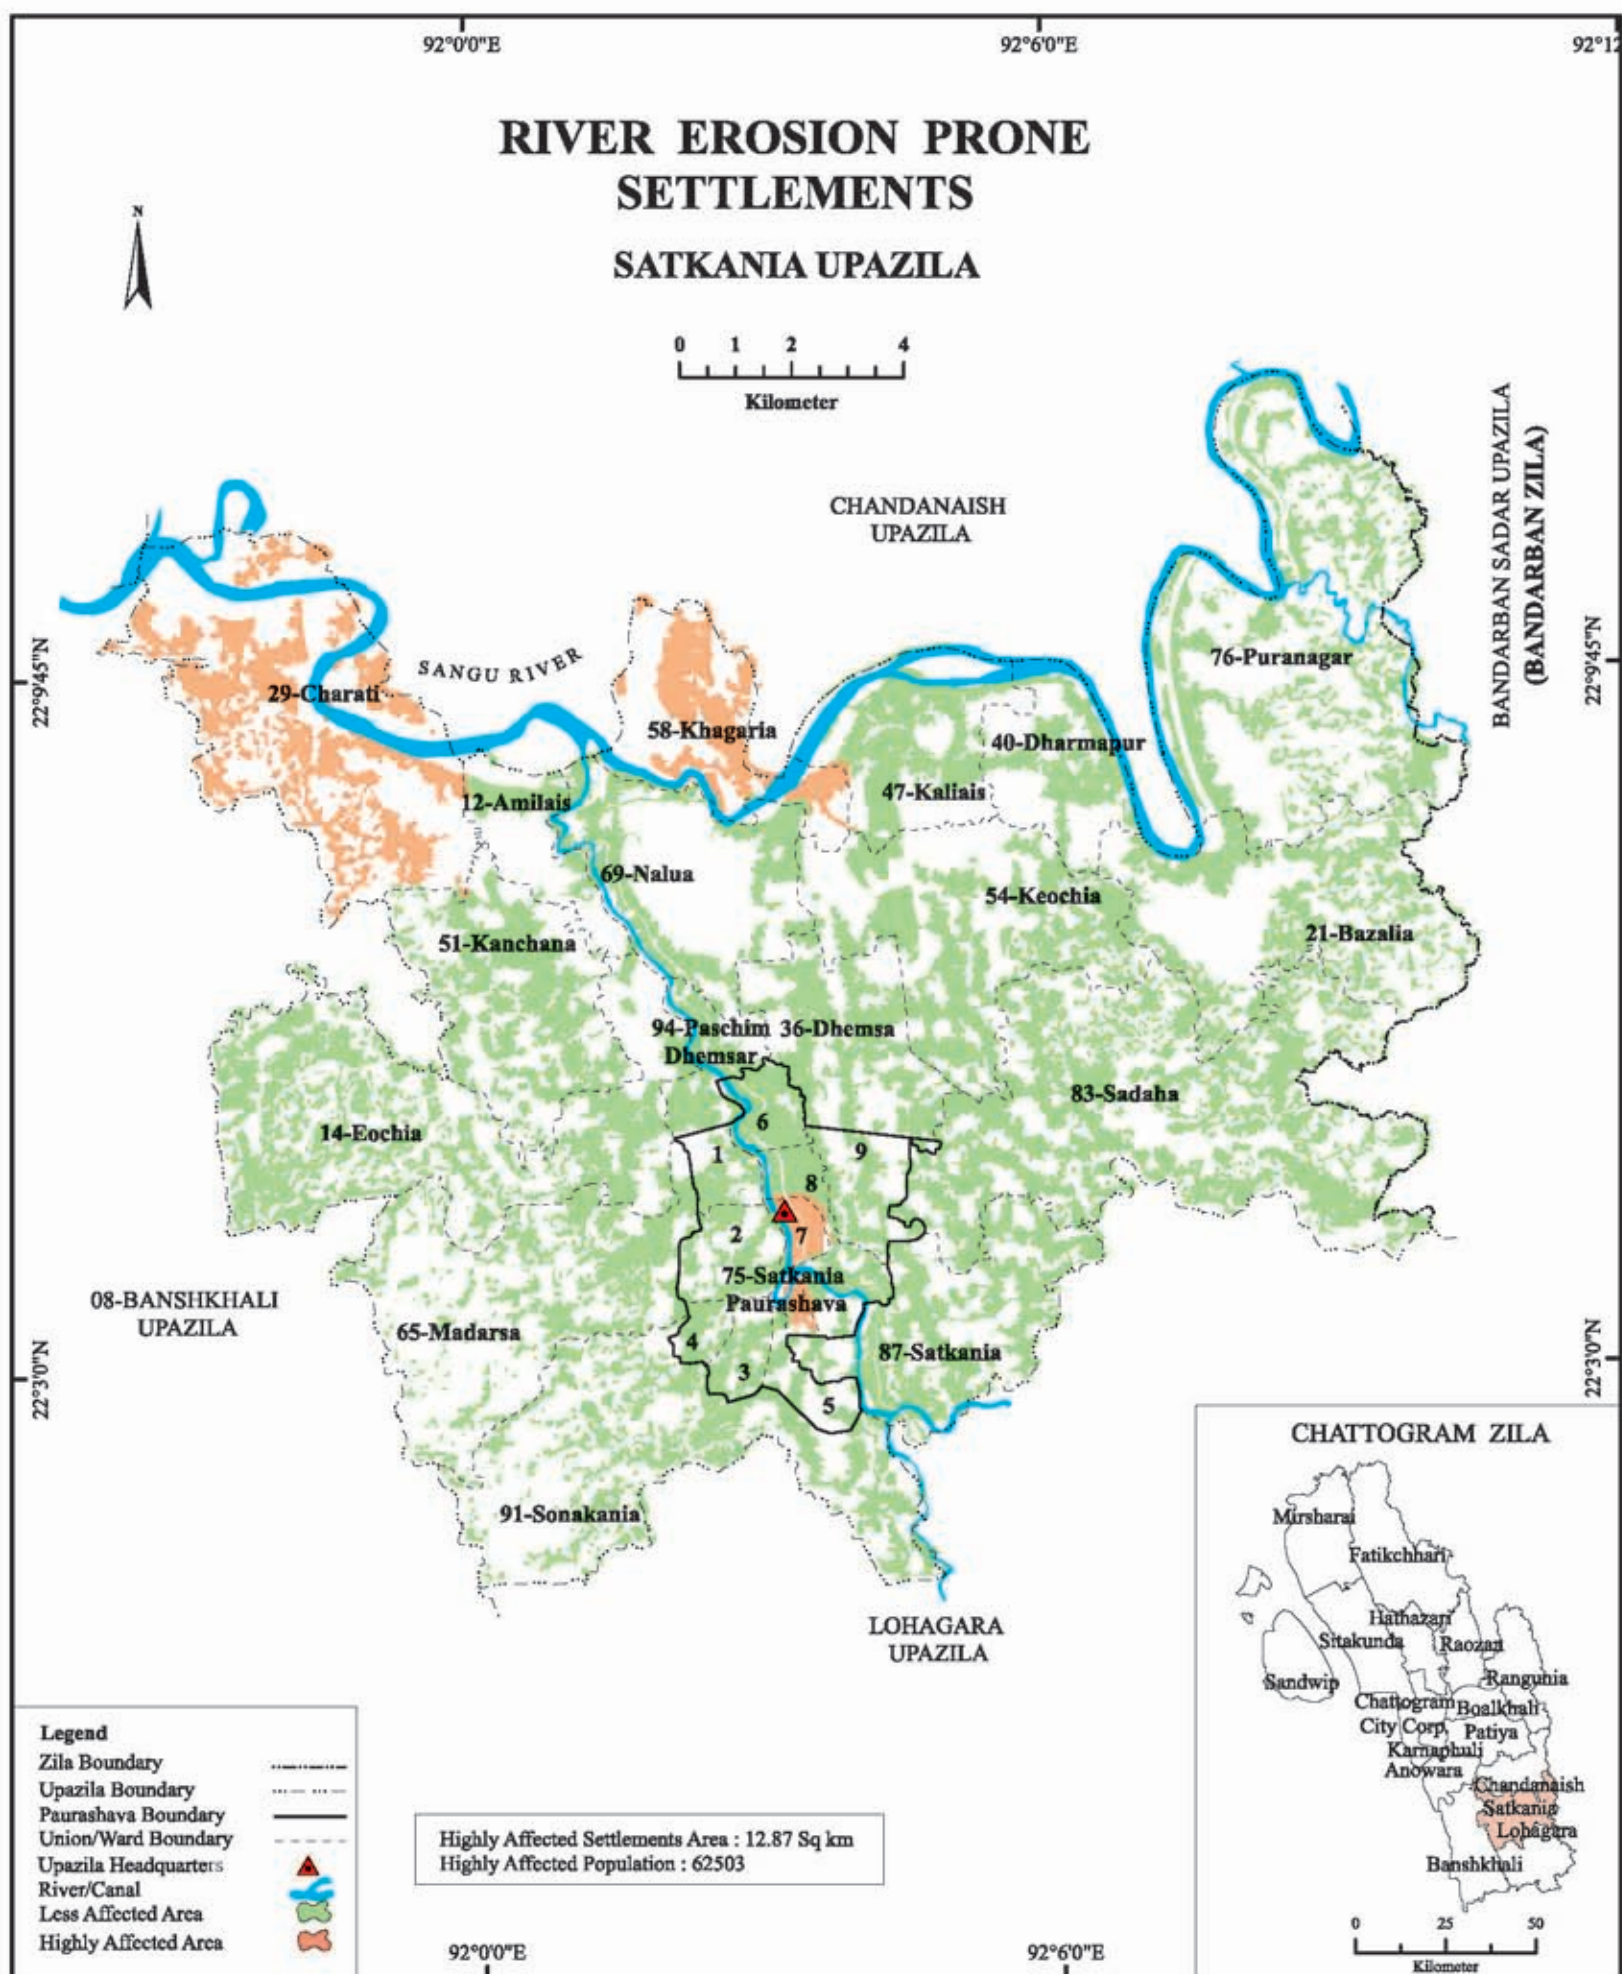 92°0'0"E
92°6'0"E
RIVER EROSION PRONE
SETTLEMENTS
SATKANIA UPAZILA
N
0 1 2 4
Kilometer
CHANDANAISH
UPAZILA
BANDARBAN SADAR UPAZILA
(BANDARBAN ZILA)
22°9'45"N
22°9'45"N
SANGU RIVER
76-Puranagar
29-Charati
58-Khagaria
40-Dharmapur
47-Kaliais
12-Amilais
69-Nalua
54-Keochia
51-Kanchana
21-Bazalia
94-Paschim
Dhemsar
36-Dhemsa
83-Sadaha
14-Eochia
6
1
9
8
2
7
75-Satkania
Paurashava
08-BANSHKHALI
UPAZILA
65-Madarsa
4
3
5
87-Satkania
22°3'0"N
22°3'0"N
91-Sonakania
LOHAGARA
UPAZILA
CHATTOGRAM ZILA
Mirsharai
Fatikchhari
Hathazari
Sitakunda
Raozan
Sandwip
Rangunia
Chattogram
City Corp.
Boalkhali
Patiya
Karnaphuli
Anowara
Chandanaish
Satkania
Lohagara
Banshkhali
0 25 50
Kilometer
Legend
Zila Boundary
Upazila Boundary
Paurashava Boundary
Union/Ward Boundary
Upazila Headquarters
River/Canal
Less Affected Area
Highly Affected Area
Highly Affected Settlements Area : 12.87 Sq km
Highly Affected Population : 62503
92°0'0"E
92°6'0"E